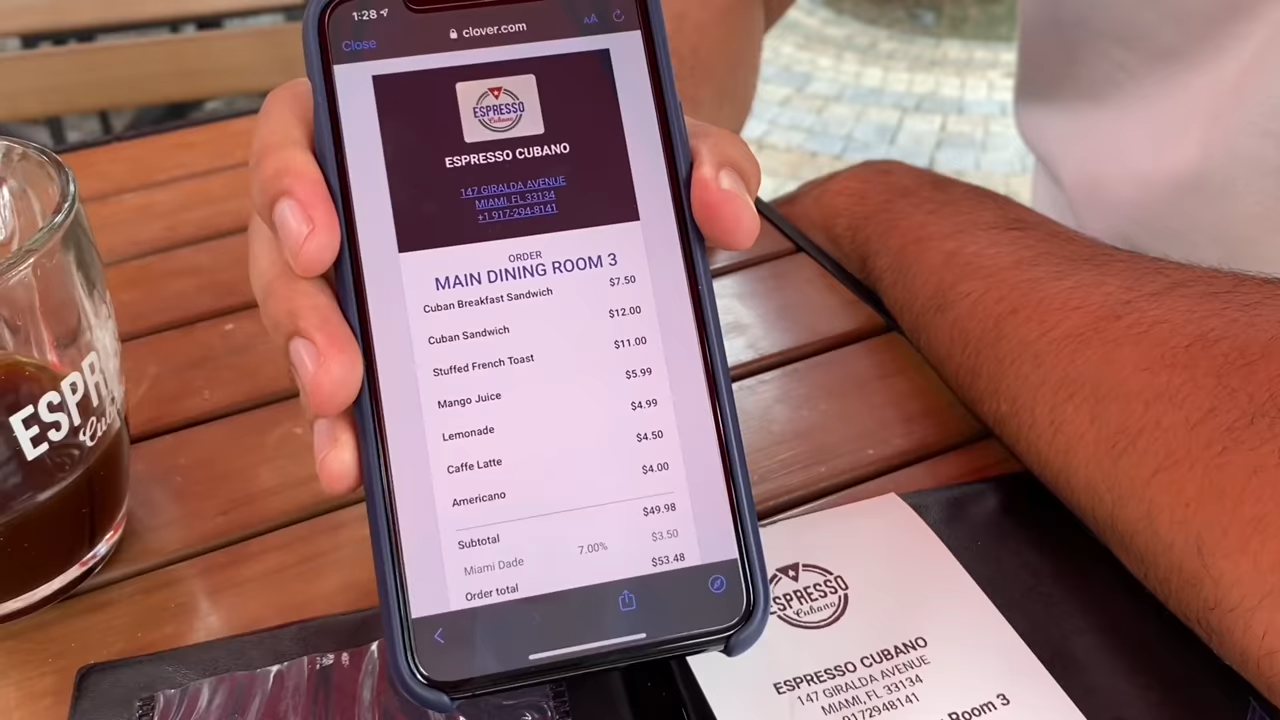 1:28
Close
clover.com
AA
ESPRESSO
Cubano
ESPRESSO CUBANO
147 GIRALDA AVENUE
MIAMI, FL 33134
+1 917-294-8141
ORDER
MAIN DINING ROOM 3
Cuban Breakfast Sandwich $7.50
Cuban Sandwich $12.00
Stuffed French Toast $11.00
Mango Juice $5.99
Lemonade $4.99
Caffe Latte $4.50
Americano $4.00
Subtotal $49.98
Miami Dade 7.00% $3.50
Order total $53.48
ESPR
Cub
ESPRESSO
Cubano
ESPRESSO CUBANO
147 GIRALDA AVENUE
MIAMI, FL 33134
9172948141
Room 3